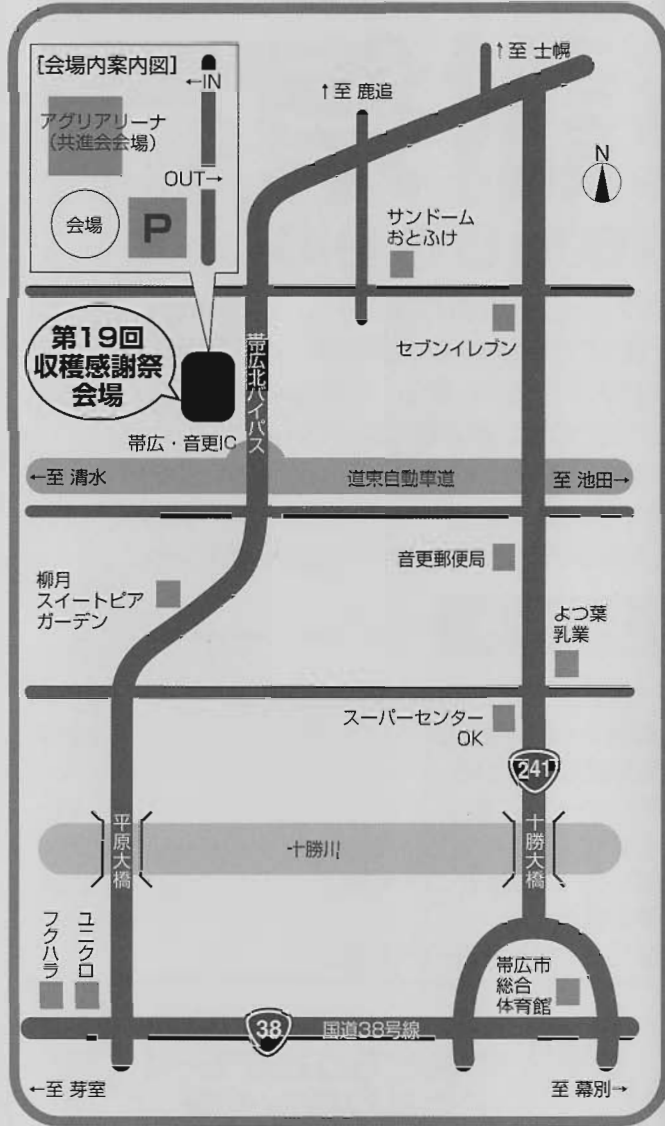 [会場内案内図]
←IN
アグリアリーナ
(共進会会場)
OUT→
会場
P
↑至 鹿追
↑至 士幌
N
サンドーム
おとふけ
セブンイレブン
第19回
収穫感謝祭
会場
帯広北バイパス
帯広・音更IC
←至 清水
道東自動車道
至 池田→
柳月
スイートピア
ガーデン
音更郵便局
よつ葉
乳業
スーパーセンター
OK
241
平原大橋
十勝川
十勝大橋
フクハラ
ユニクロ
帯広市
総合
体育館
38
国道38号線
←至 芽室
至 幕別→